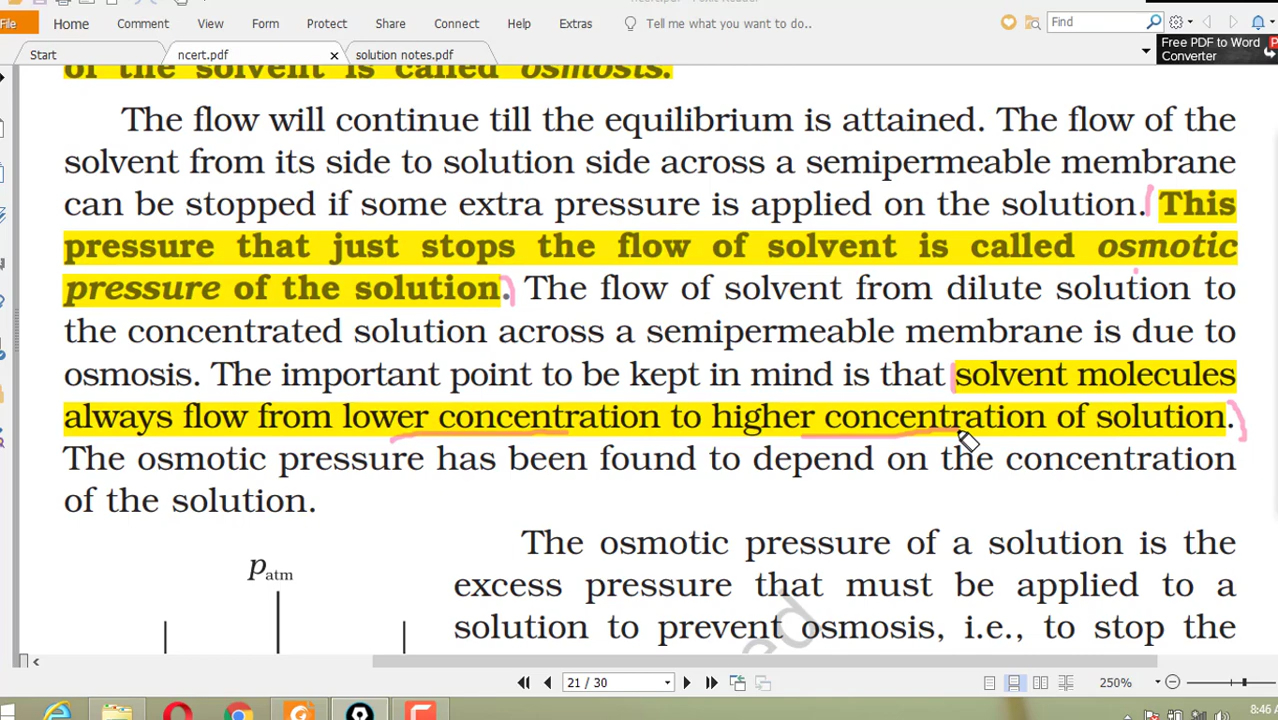 File Home Comment View Form Protect Share Connect Help Extras Tell me what you want to do.. Find
Start ncert.pdf × solution notes.pdf
Free PDF to Word
Converter
of the solvent is called osmosis.
The flow will continue till the equilibrium is attained. The flow of the
solvent from its side to solution side across a semipermeable membrane
can be stopped if some extra pressure is applied on the solution. This
pressure that just stops the flow of solvent is called osmotic
pressure of the solution. The flow of solvent from dilute solution to
the concentrated solution across a semipermeable membrane is due to
osmosis. The important point to be kept in mind is that solvent molecules
always flow from lower concentration to higher concentration of solution.
The osmotic pressure has been found to depend on the concentration
of the solution.
The osmotic pressure of a solution is the
patm
excess pressure that must be applied to a
solution to prevent osmosis, i.e., to stop the
21 / 30
250%
8:46